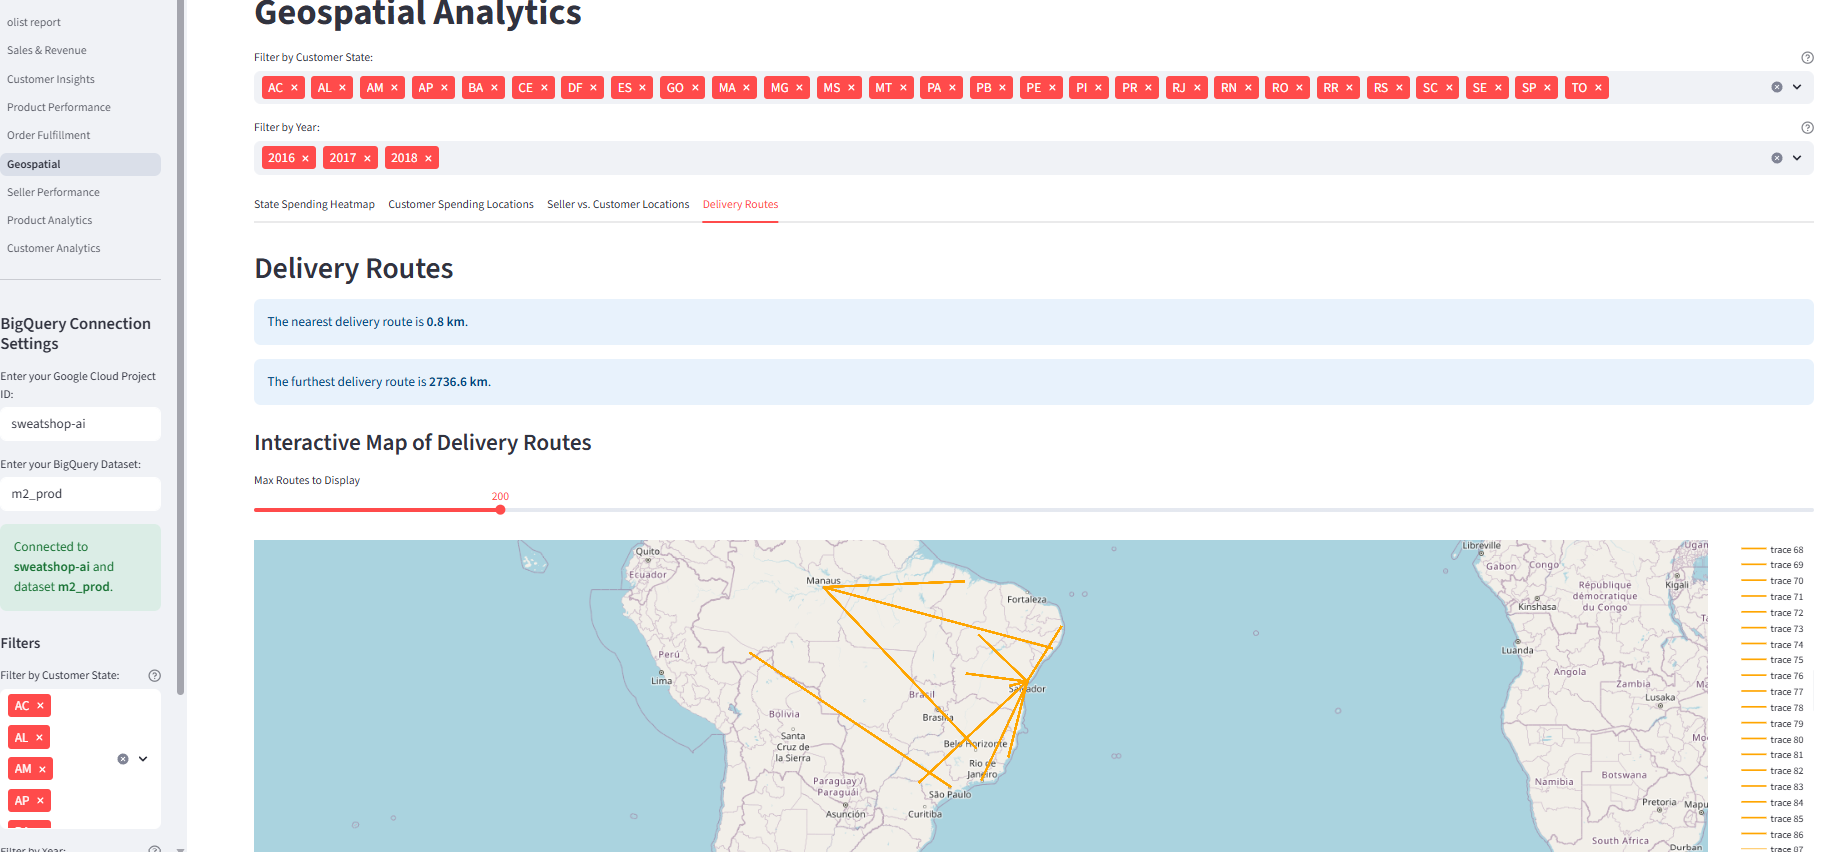 olist report
Sales & Revenue
Customer Insights
Product Performance
Order Fulfillment
Geospatial
Seller Performance
Product Analytics
Customer Analytics
BigQuery Connection
Settings
Enter your Google Cloud Project
ID:
sweatshop-ai
Enter your BigQuery Dataset:
m2_prod
Connected to
sweatshop-ai and
dataset m2_prod.
Filters
Filter by Customer State:
AC ×
AL ×
AM ×
AP ×
Filter by Year:
Geospatial Analytics
Filter by Customer State:
AC × AL × AM × AP × BA × CE × DF × ES × GO × MA × MG × MS × MT × PA × PB × PE × PI × PR × RJ × RN × RO × RR × RS × SC × SE × SP × TO ×
Filter by Year:
2016 × 2017 × 2018 ×
State Spending Heatmap Customer Spending Locations Seller vs. Customer Locations Delivery Routes
Delivery Routes
The nearest delivery route is 0.8 km.
The furthest delivery route is 2736.6 km.
Interactive Map of Delivery Routes
Max Routes to Display
200
Quito
Ecuador
Manaus
Fortaleza
Perú
Lima
Brasil
Salvador
Bolivia
Brasília
Santa
Cruz de
la Sierra
Belo Horizonte
Rio de
Janeiro
Paraguay /
Paraguái
São Paulo
Asunción
Curitiba
Libreville
Gabon
Congo
Ugan
Kigali
République
démocratique
du Congo
Kinshasa
Luanda
Angola
Zambia
Lusaka
Namibia
Botswana
Pretoria
Mapu
South Africa
Durban
trace 68
trace 69
trace 70
trace 71
trace 72
trace 73
trace 74
trace 75
trace 76
trace 77
trace 78
trace 79
trace 80
trace 81
trace 82
trace 83
trace 84
trace 85
trace 86
trace 87